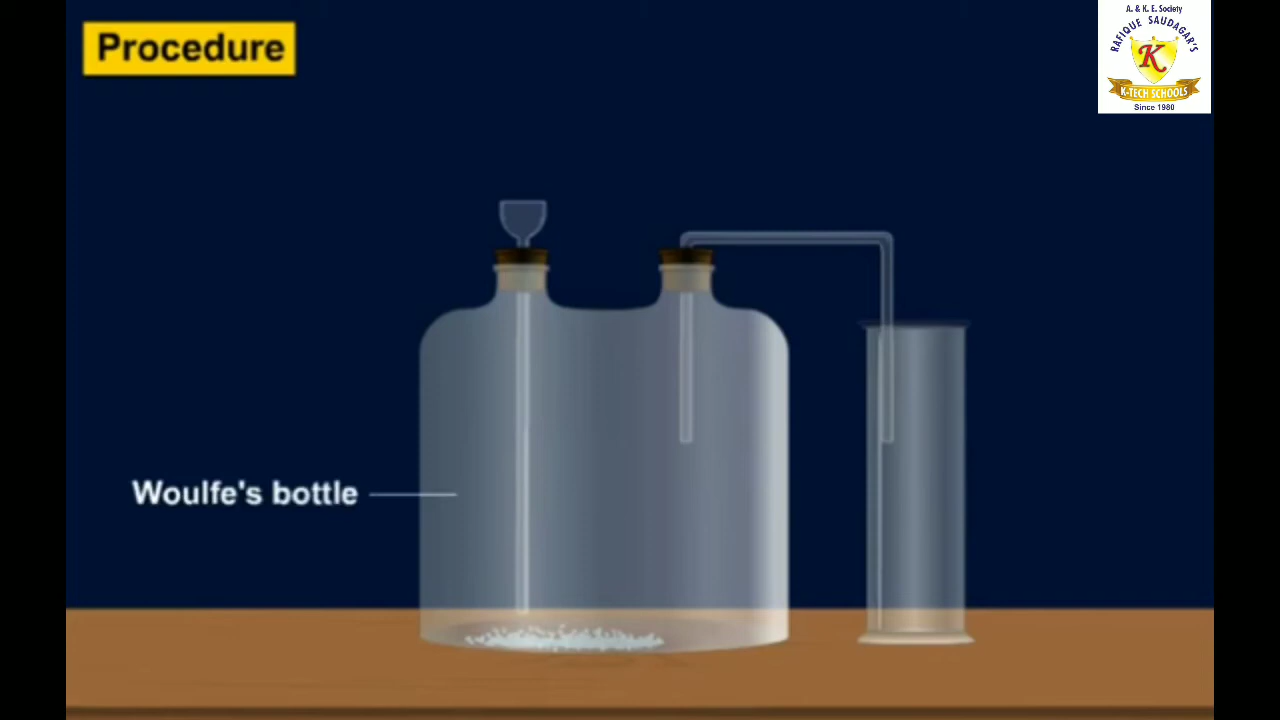 Procedure
A. & K. E. Society
RAFIQUE SAUDAGAR'S
K
K-TECH SCHOOLS
Since 1980
Woulfe's bottle